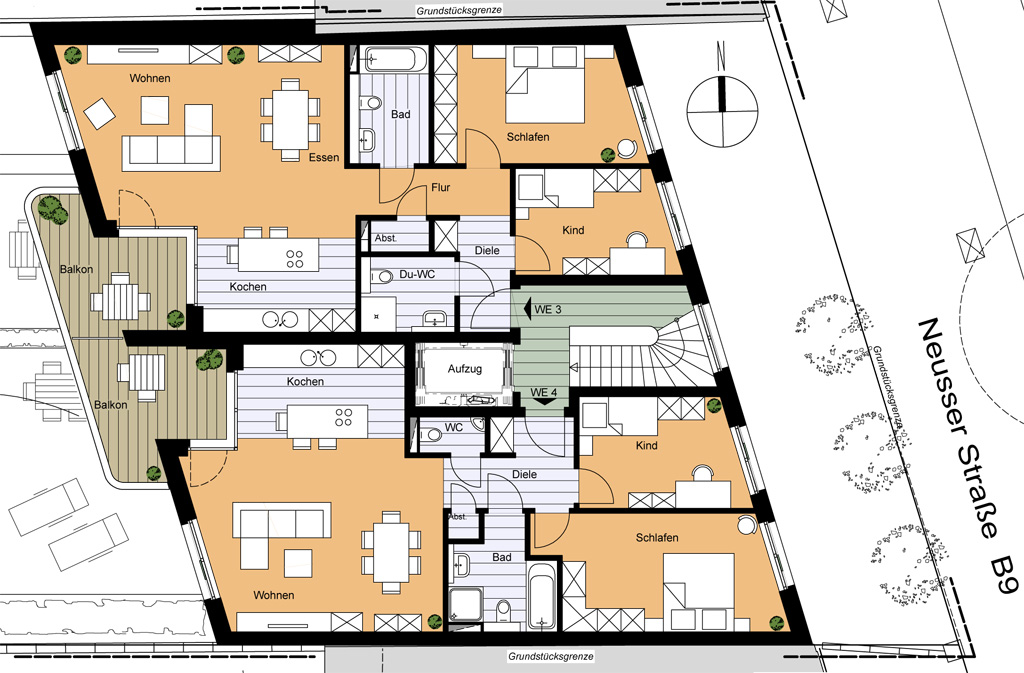 Grundstücksgrenze
N
Wohnen
Essen
Bad
Schlafen
Flur
Kind
Abst.
Diele
Du-WC
Balkon
Kochen
WE 3
Aufzug
WE 4
Kochen
Balkon
WC
Diele
Kind
Abst.
Bad
Schlafen
Wohnen
Grundstücksgrenze
Grundstücksgrenze
Neusser Straße B9